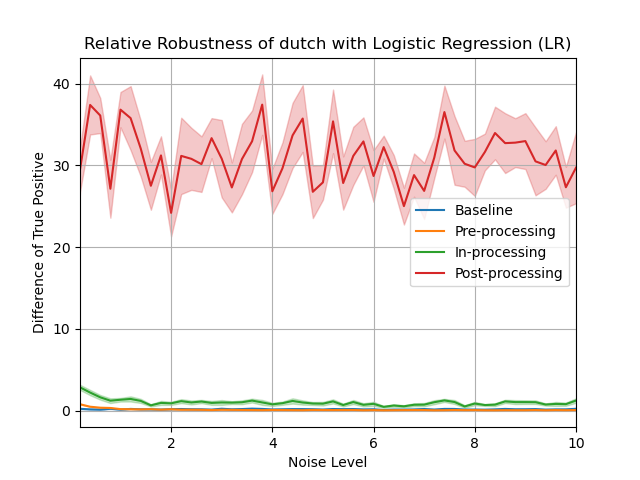 Relative Robustness of dutch with Logistic Regression (LR)
Difference of True Positive
40
30
20
10
0
Baseline
Pre-processing
In-processing
Post-processing
2
4
6
8
10
Noise Level